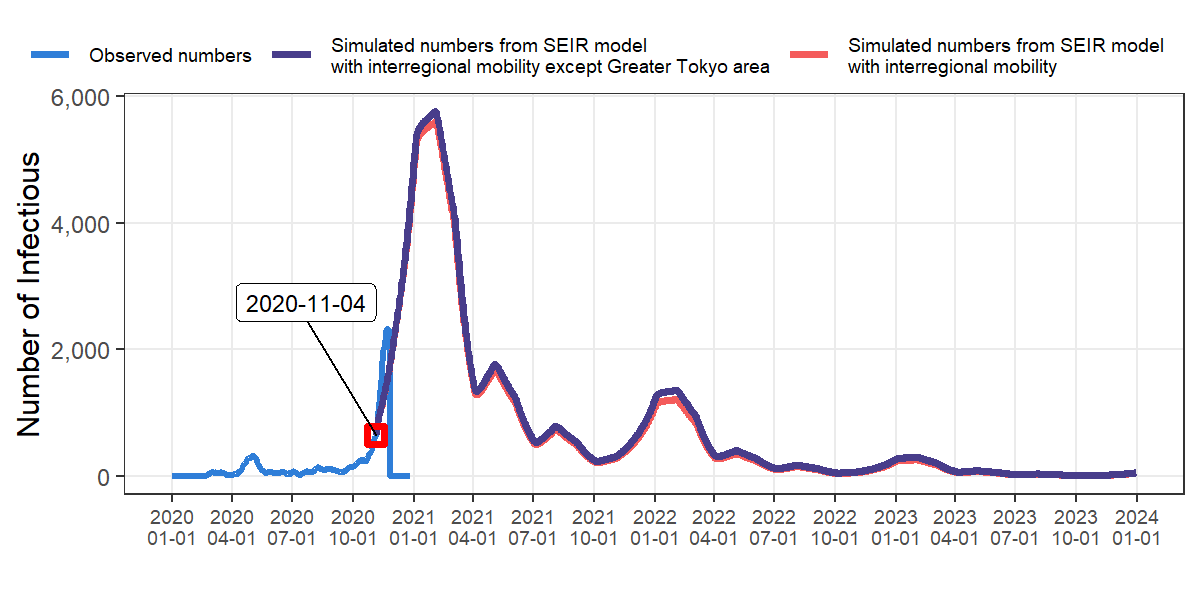 Observed numbers
Simulated numbers from SEIR model
with interregional mobility except Greater Tokyo area
Simulated numbers from SEIR model
with interregional mobility
Number of Infectious
6,000
4,000
2,000
0
2020-11-04
2020 2020 2020 2020 2021 2021 2021 2021 2022 2022 2022 2022 2023 2023 2023 2023 2024
01-01 04-01 07-01 10-01 01-01 04-01 07-01 10-01 01-01 04-01 07-01 10-01 01-01 04-01 07-01 10-01 01-01